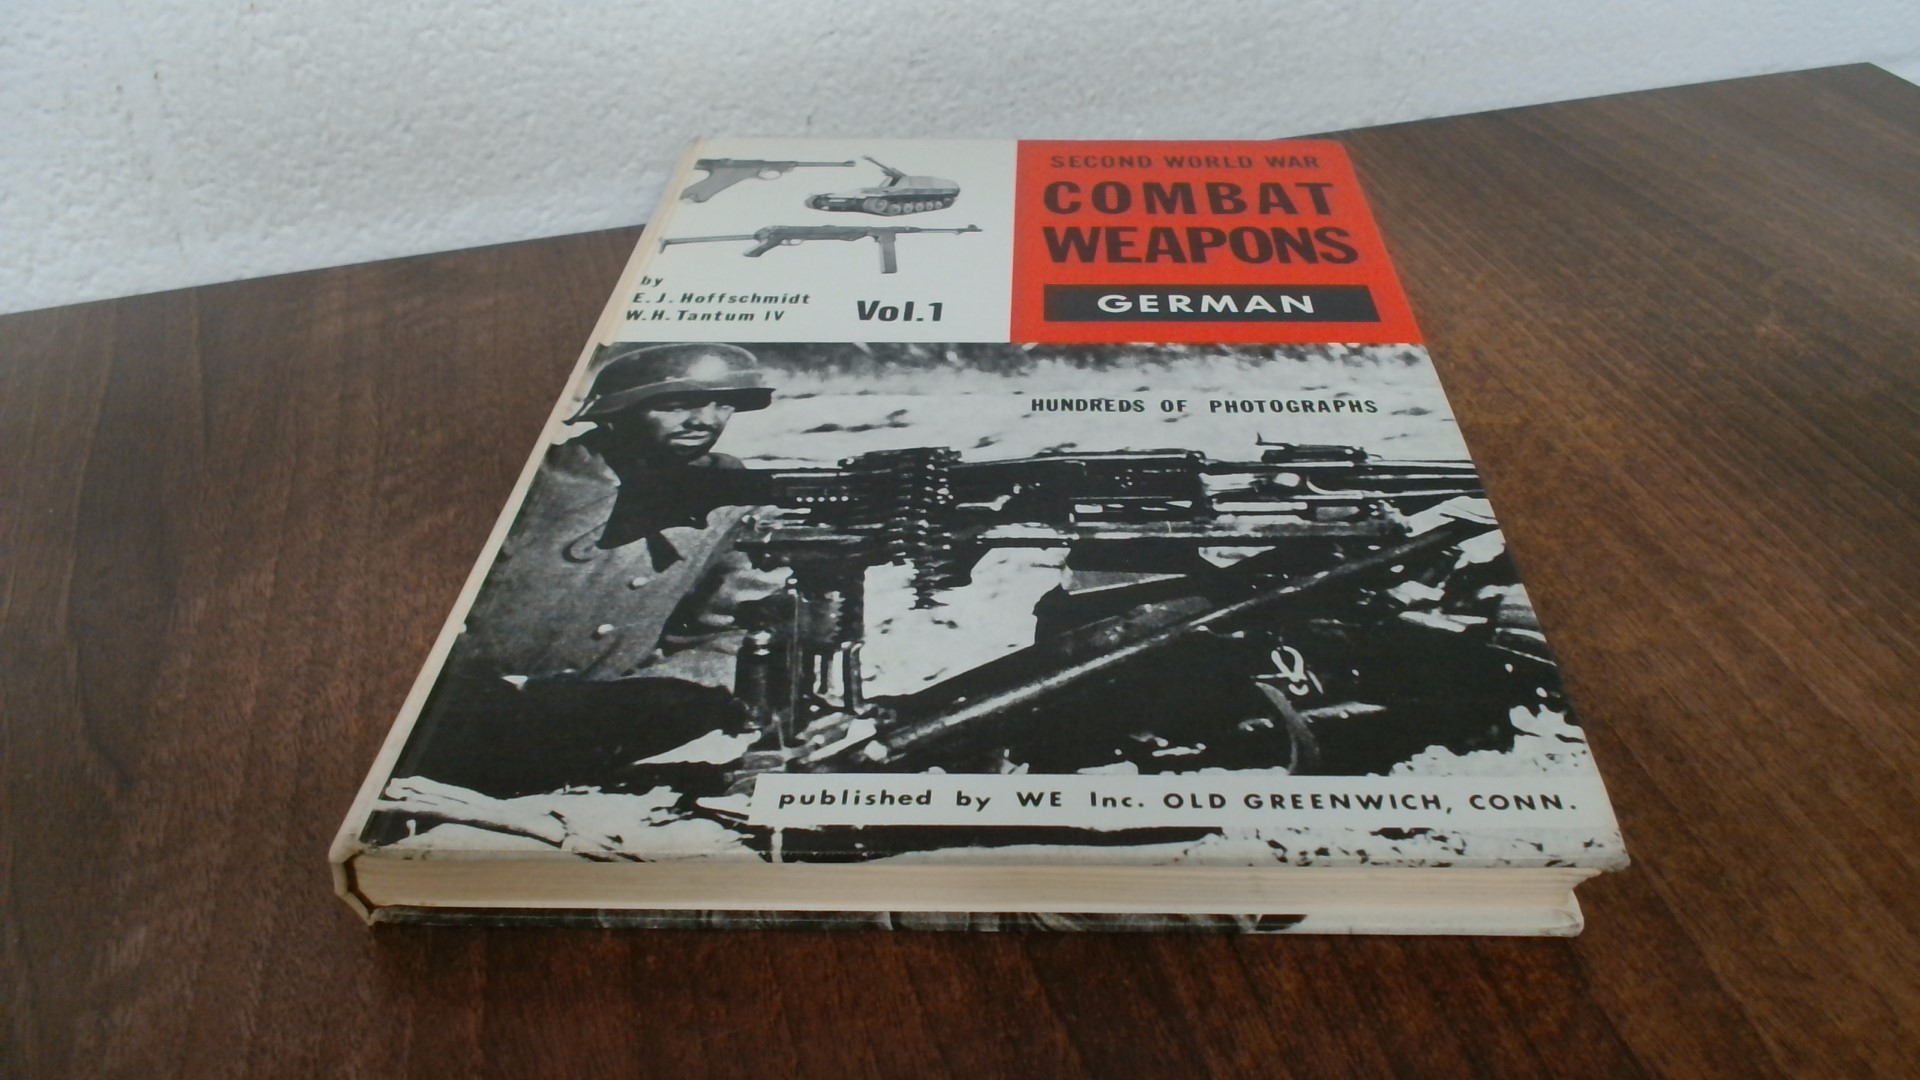 SECOND WORLD WAR
COMBAT
WEAPONS
GERMAN
by
E. J. Hoffschmidt
W. H. Tantum IV
Vol.1
HUNDREDS OF PHOTOGRAPHS
published by WE Inc. OLD GREENWICH, CONN.